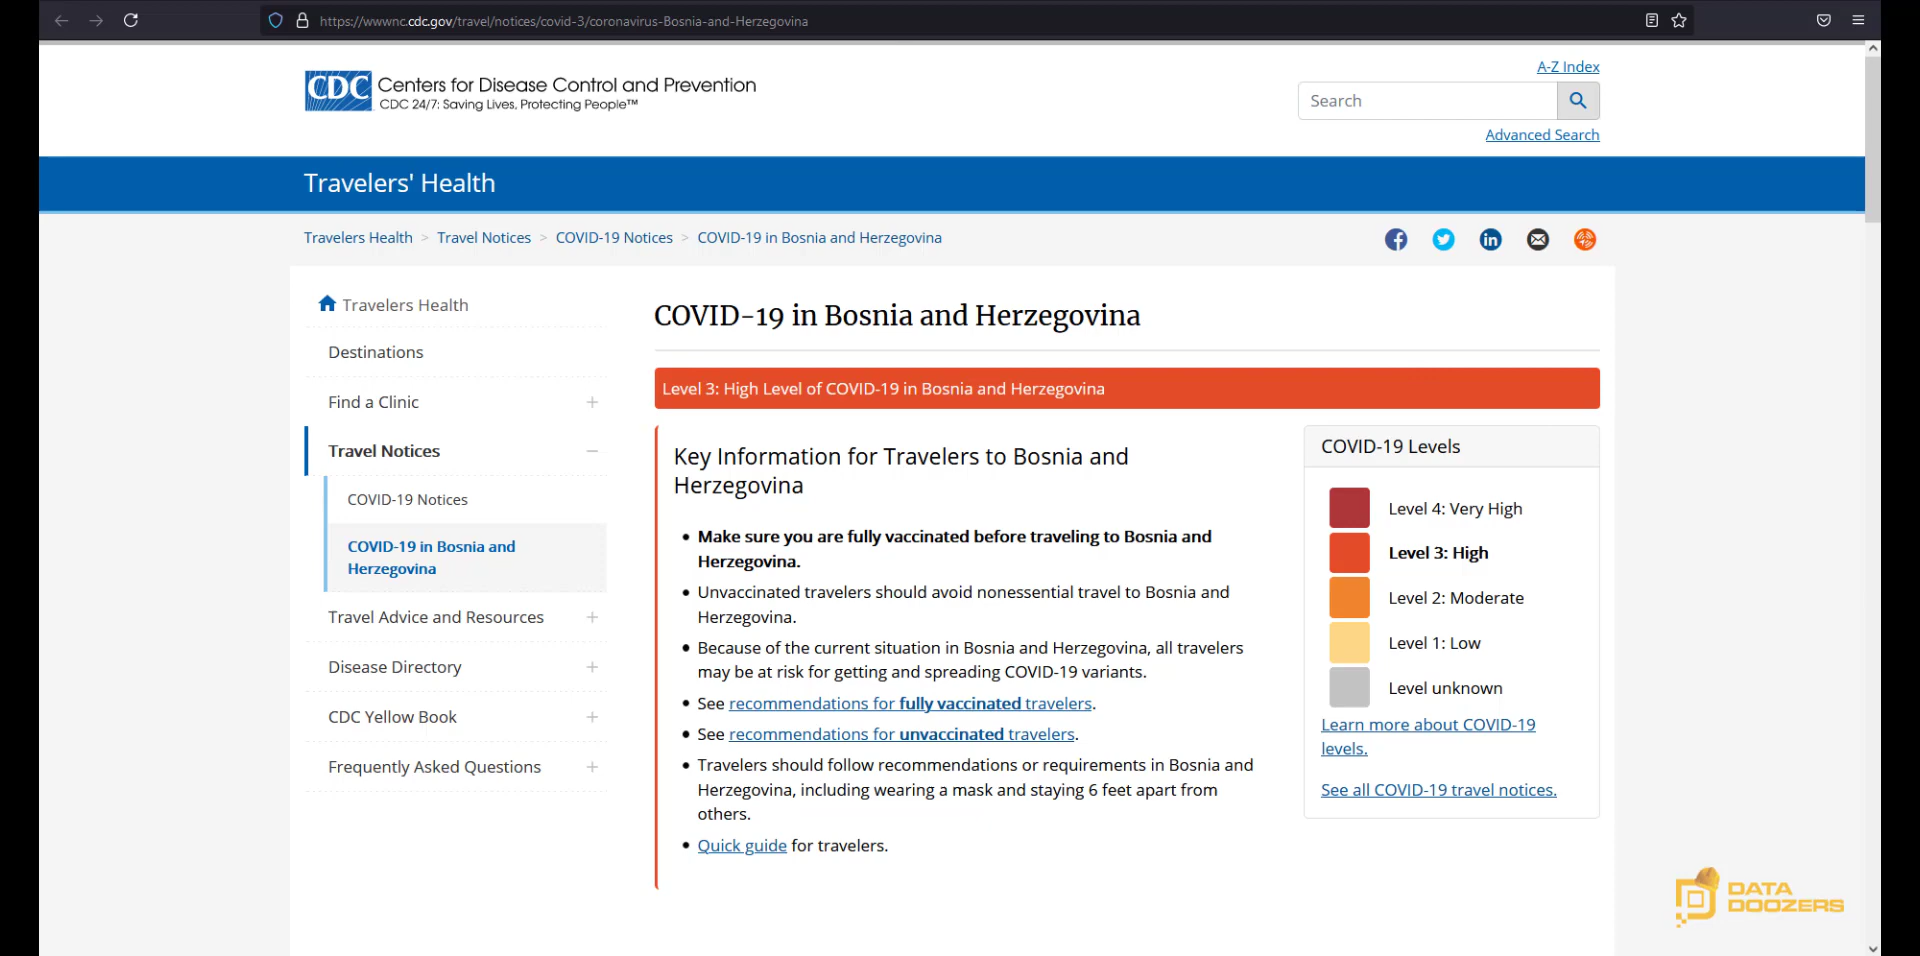 https://wwwnc.cdc.gov/travel/notices/covid-3/coronavirus-Bosnia-and-Herzegovina
CDC
Centers for Disease Control and Prevention
CDC 24/7: Saving Lives, Protecting People™
A-Z Index
Search
Advanced Search
Travelers' Health
Travelers Health > Travel Notices > COVID-19 Notices > COVID-19 in Bosnia and Herzegovina
Travelers Health
Destinations
Find a Clinic
Travel Notices
COVID-19 Notices
COVID-19 in Bosnia and
Herzegovina
Travel Advice and Resources
Disease Directory
CDC Yellow Book
Frequently Asked Questions
COVID-19 in Bosnia and Herzegovina
Level 3: High Level of COVID-19 in Bosnia and Herzegovina
Key Information for Travelers to Bosnia and
Herzegovina
• Make sure you are fully vaccinated before traveling to Bosnia and
Herzegovina.
• Unvaccinated travelers should avoid nonessential travel to Bosnia and
Herzegovina.
• Because of the current situation in Bosnia and Herzegovina, all travelers
may be at risk for getting and spreading COVID-19 variants.
• See recommendations for fully vaccinated travelers.
• See recommendations for unvaccinated travelers.
• Travelers should follow recommendations or requirements in Bosnia and
Herzegovina, including wearing a mask and staying 6 feet apart from
others.
• Quick guide for travelers.
COVID-19 Levels
Level 4: Very High
Level 3: High
Level 2: Moderate
Level 1: Low
Level unknown
Learn more about COVID-19
levels.
See all COVID-19 travel notices.
DATA
DOOZERS